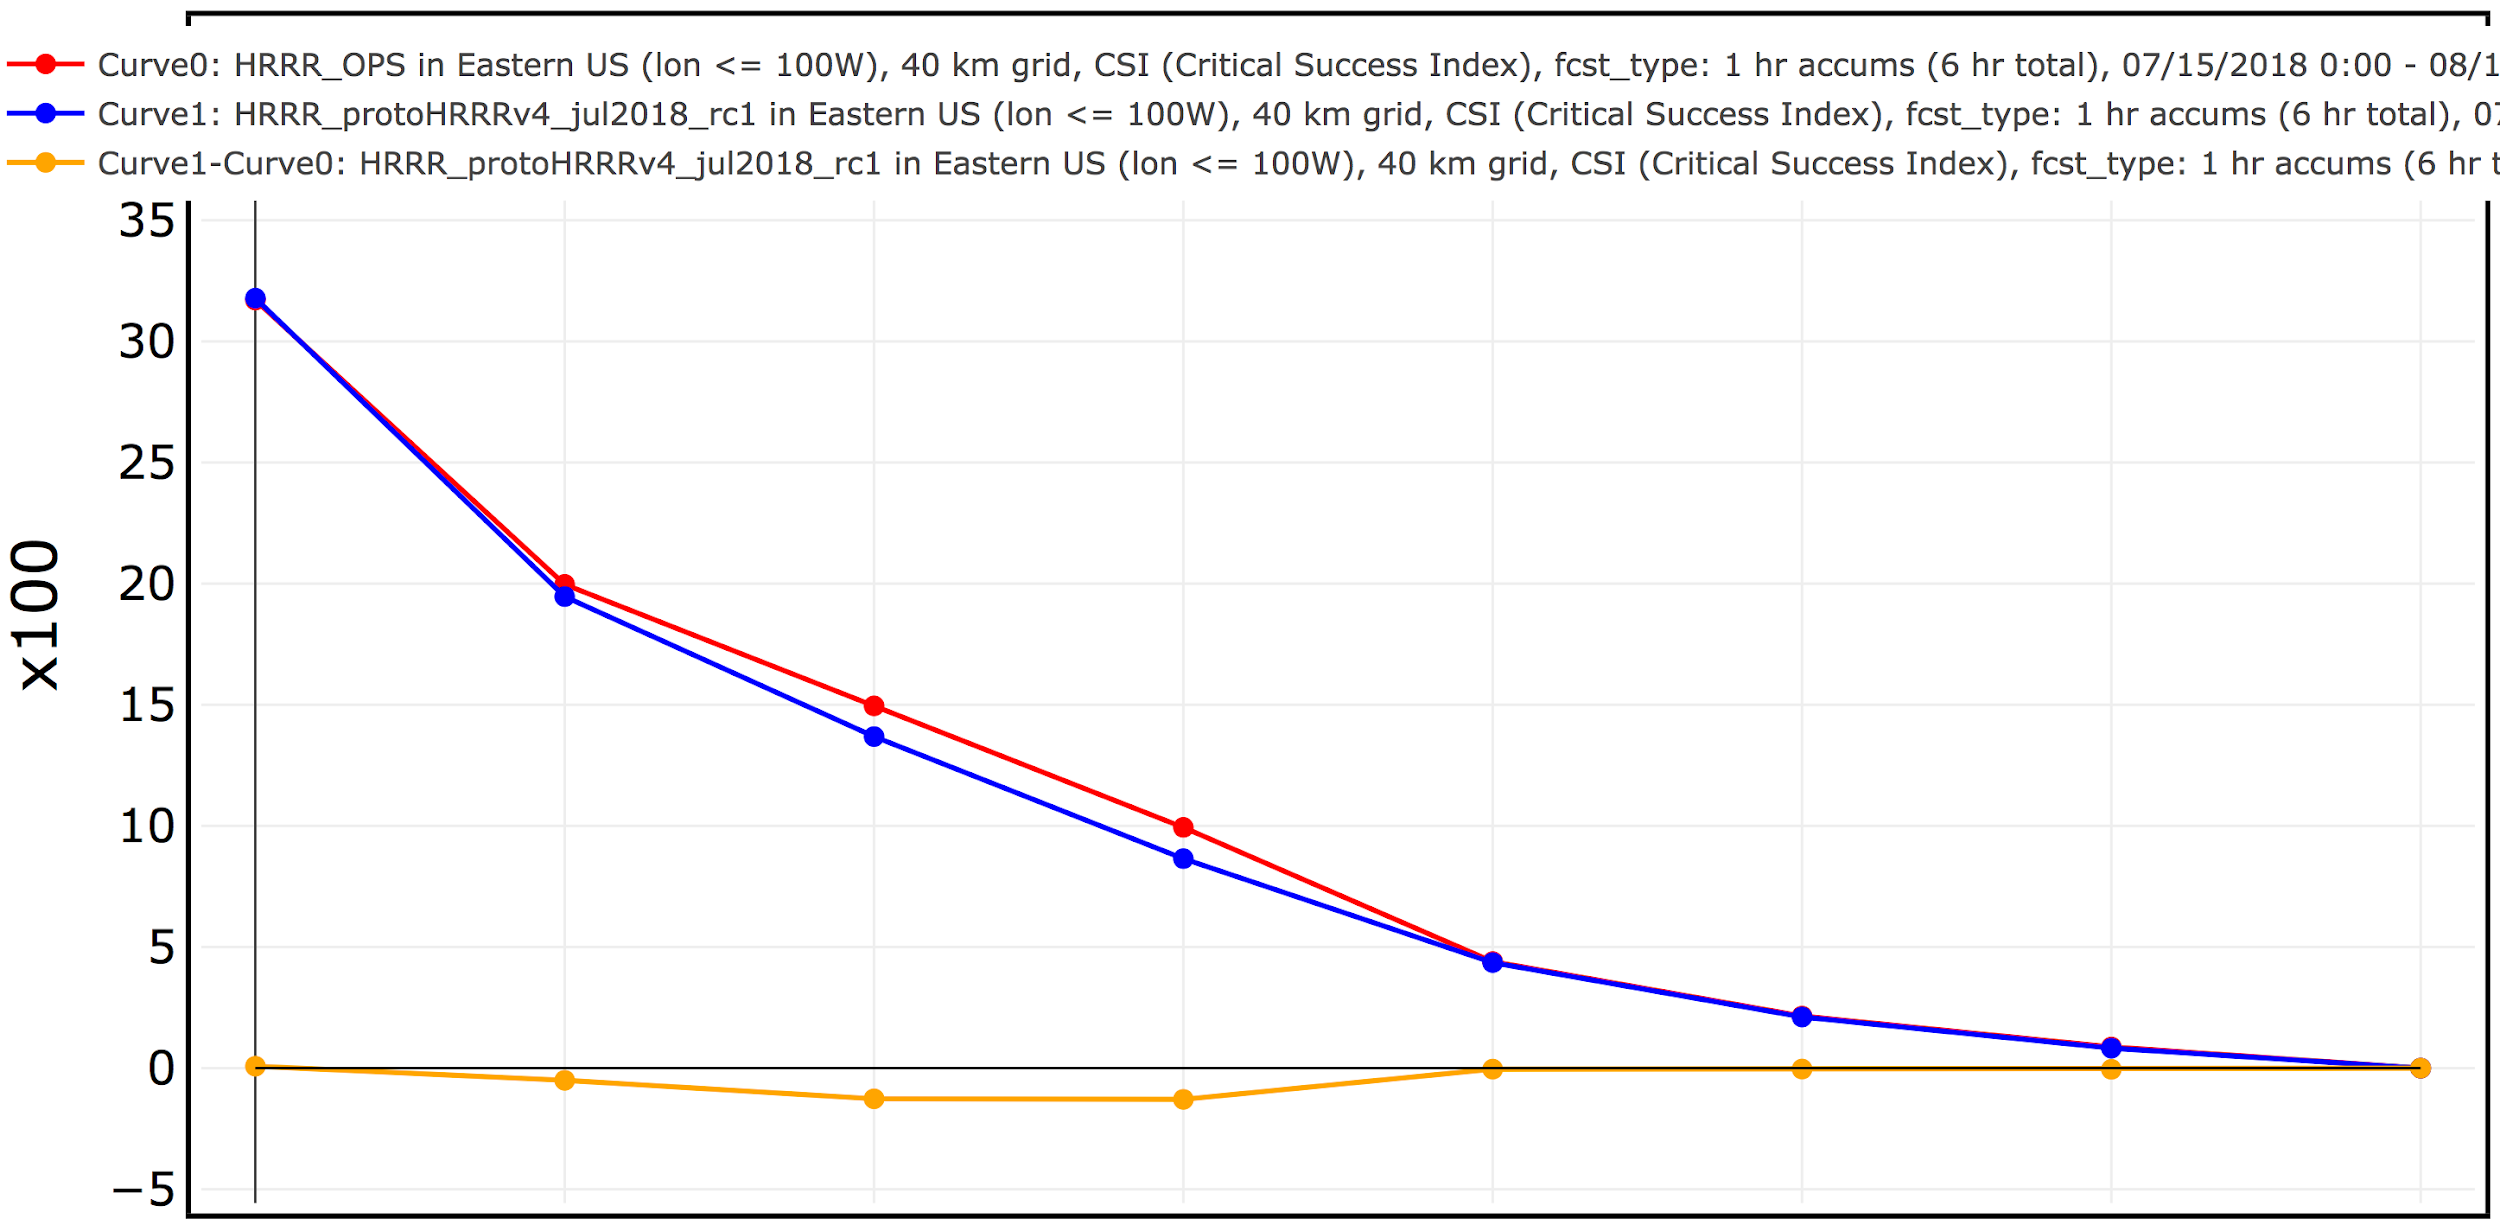 Curve0: HRRR_OPS in Eastern US (lon <= 100W), 40 km grid, CSI (Critical Success Index), fcst_type: 1 hr accums (6 hr total), 07/15/2018 0:00 - 08/1
Curve1: HRRR_protoHRRRv4_jul2018_rc1 in Eastern US (lon <= 100W), 40 km grid, CSI (Critical Success Index), fcst_type: 1 hr accums (6 hr total),
Curve1-Curve0: HRRR_protoHRRRv4_jul2018_rc1 in Eastern US (lon <= 100W), 40 km grid, CSI (Critical Success Index), fcst_type: 1 hr accums (6 hr
35
30
25
20
15
10
5
0
−5
x100